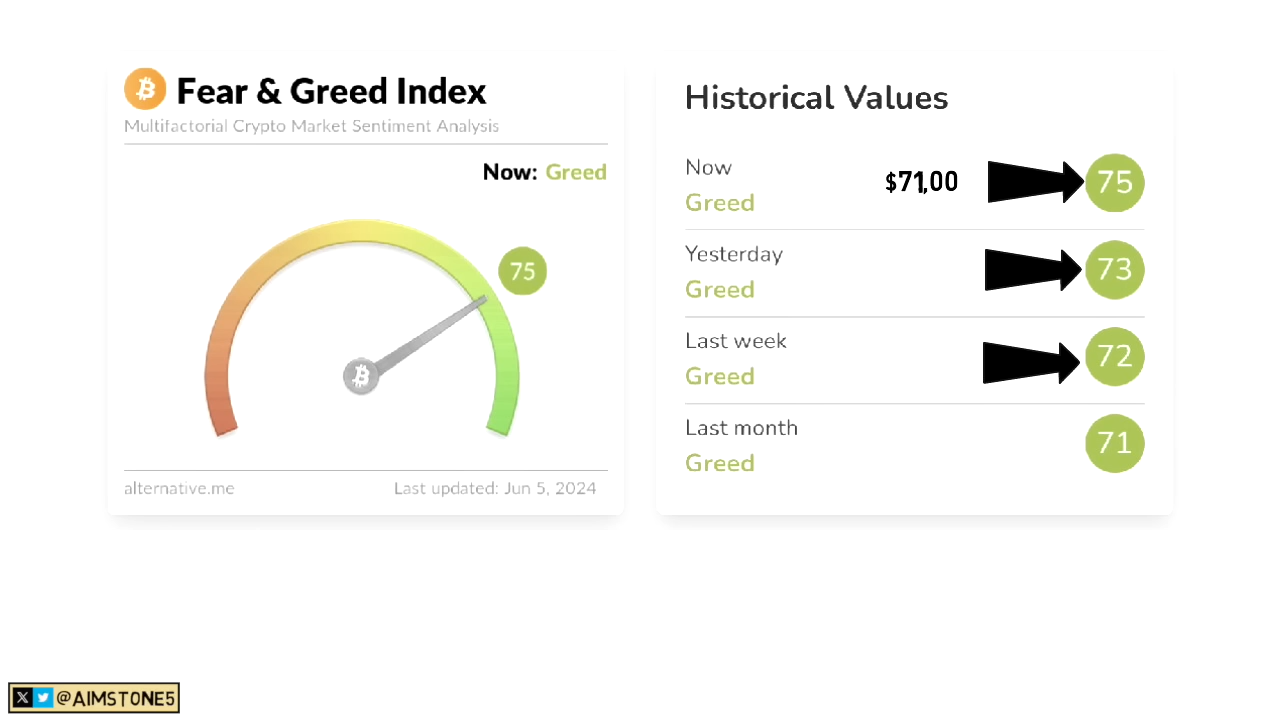 Fear & Greed Index
Multifactorial Crypto Market Sentiment Analysis
Now: Greed
75
alternative.me
Last updated: Jun 5, 2024
Historical Values
Now
Greed
$71,00
75
Yesterday
Greed
73
Last week
Greed
72
Last month
Greed
71
@AIMSTONE5